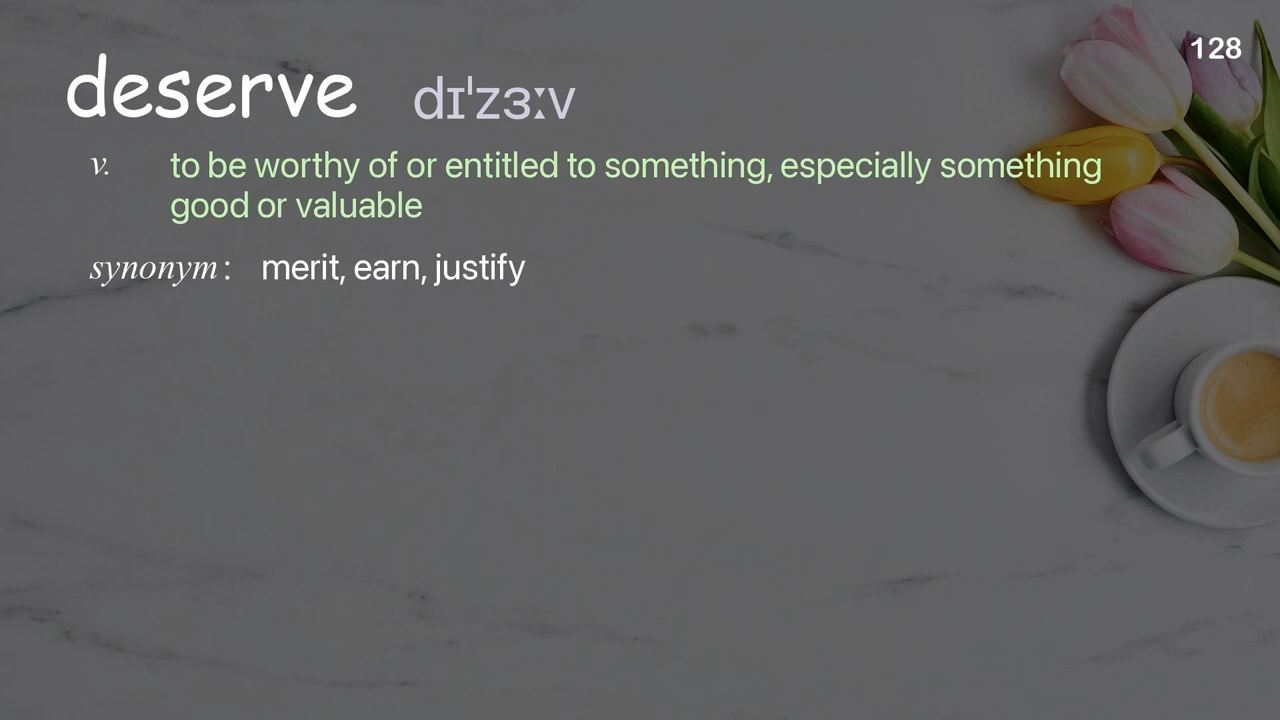 128
deserve dɪˈzɜːv
v. to be worthy of or entitled to something, especially something
good or valuable
synonym : merit, earn, justify